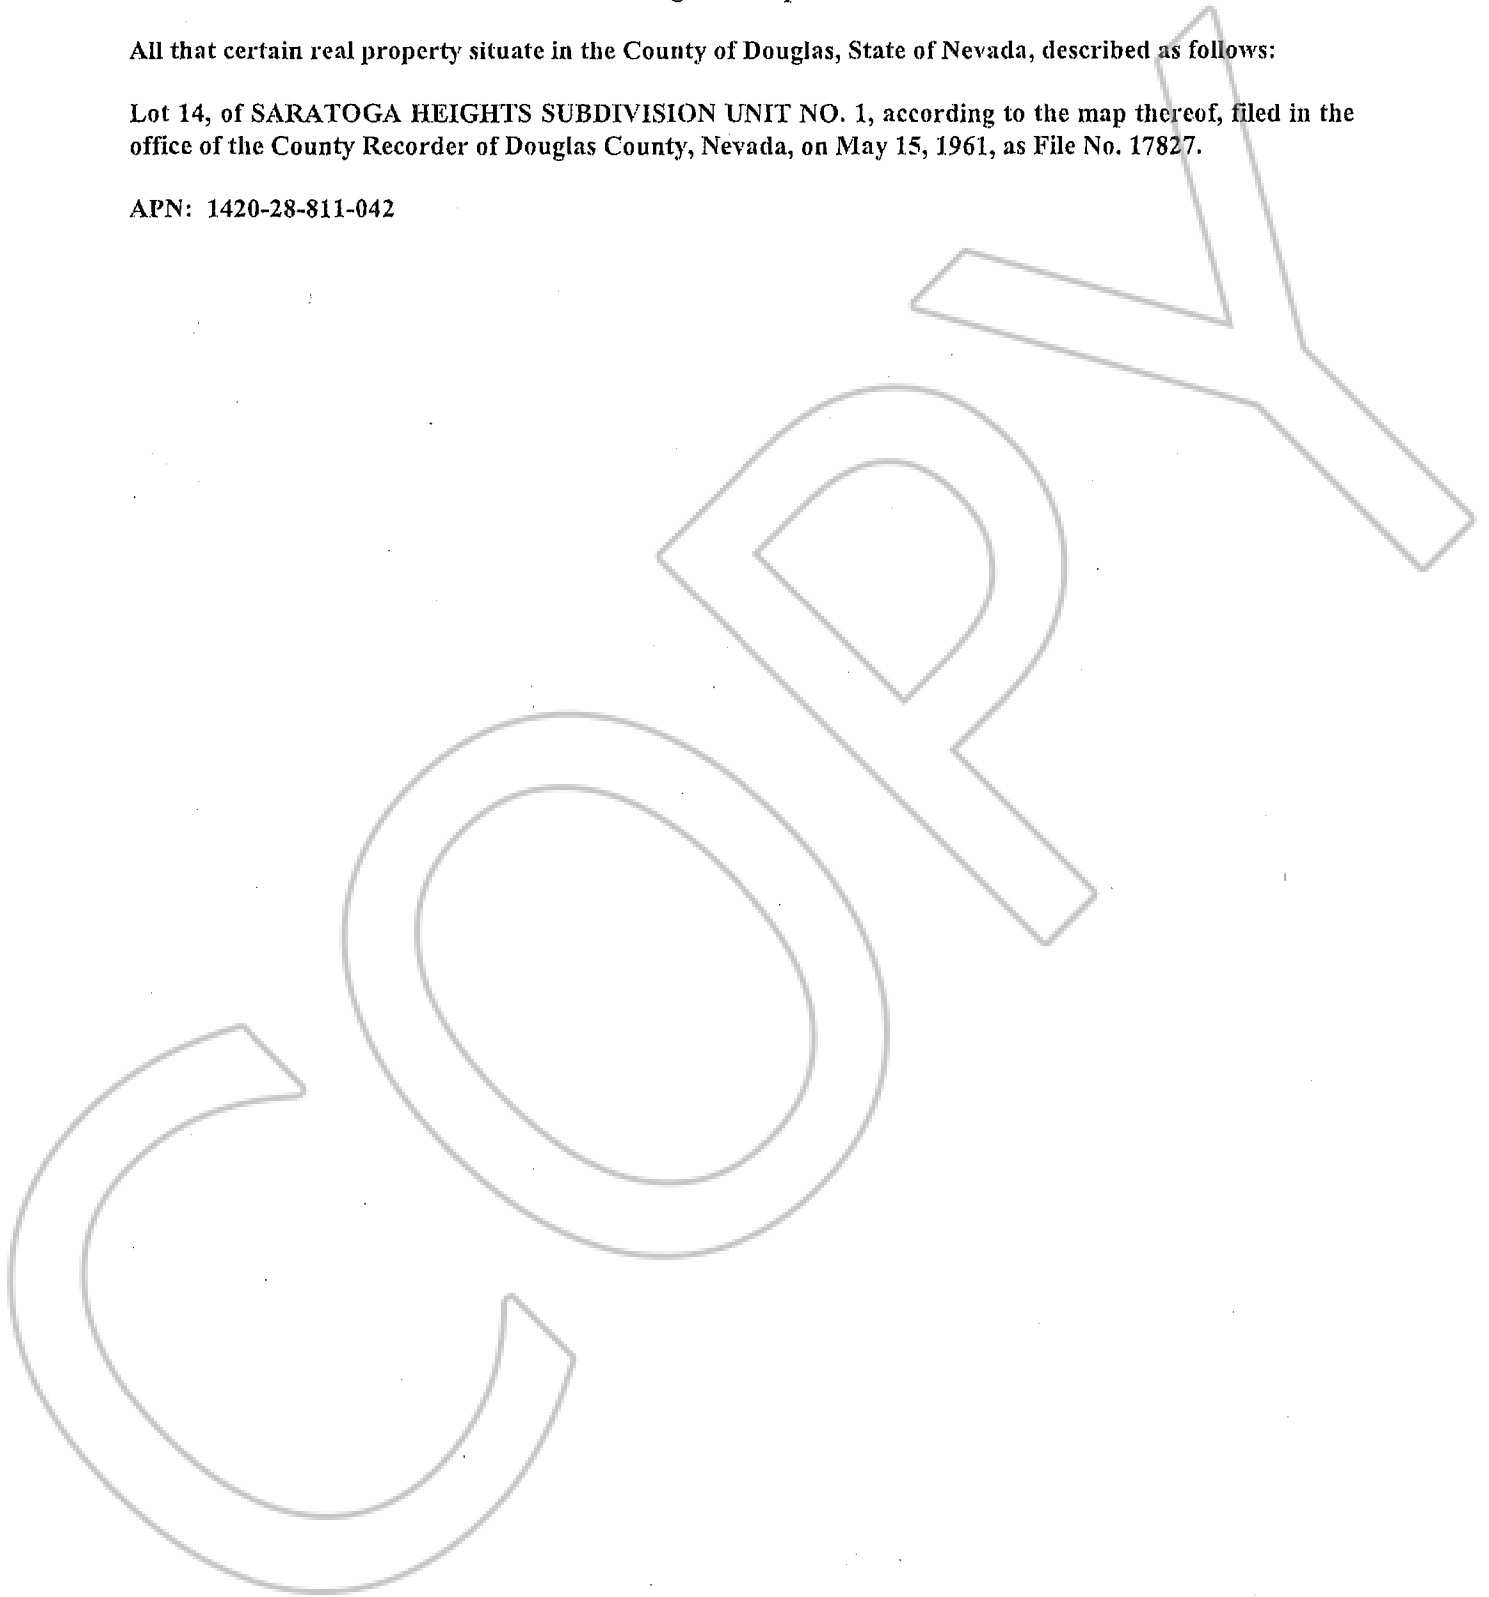 All that certain real property situate in the County of Douglas, State of Nevada, described as follows:
Lot 14, of SARATOGA HEIGHTS SUBDIVISION UNIT NO. 1, according to the map thereof, filed in the
office of the County Recorder of Douglas County, Nevada, on May 15, 1961, as File No. 17827.
APN: 1420-28-811-042
COPY